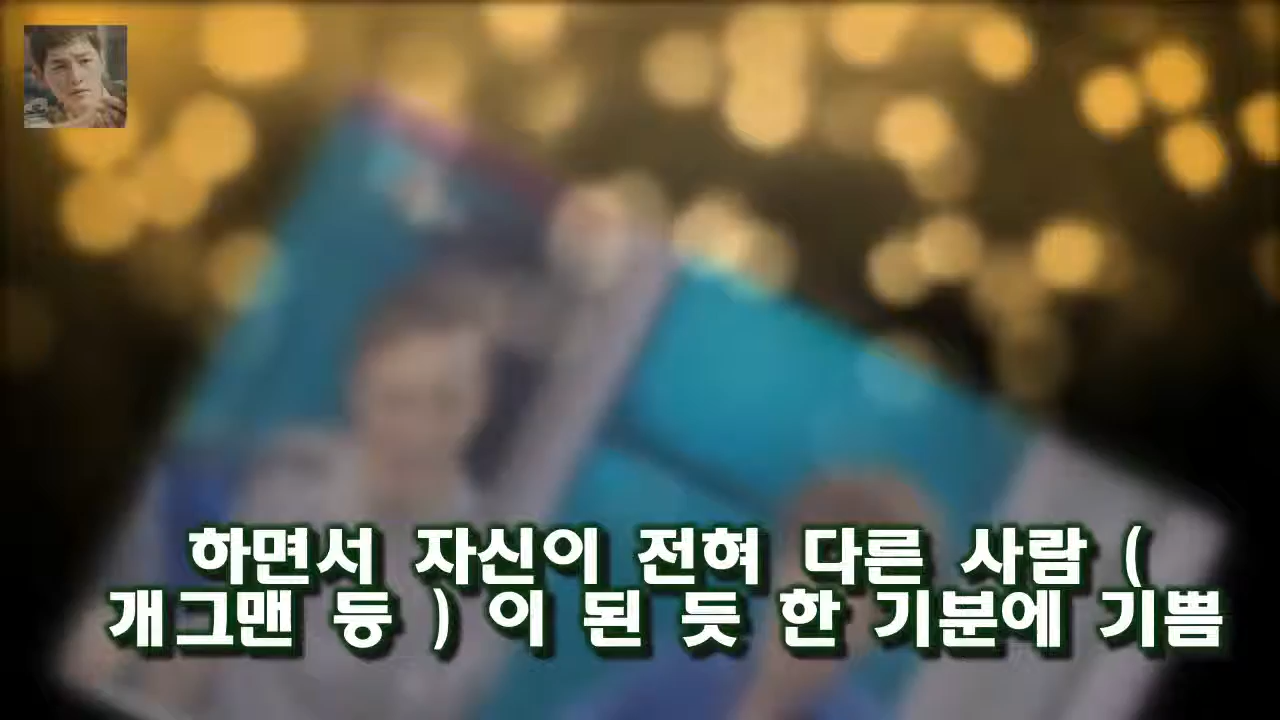 하면서 자신이 전혀 다른 사람 (
개그맨 등 ) 이 된 듯 한 기분에 기쁨